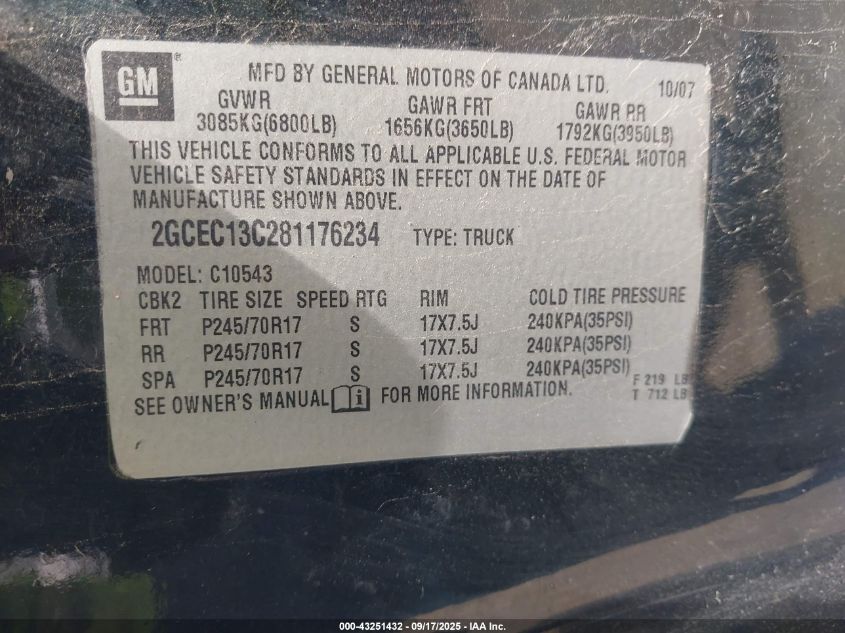 GM®
MFD BY GENERAL MOTORS OF CANADA LTD. 10/07
GVWR GAWR FRT GAWR RR
3085KG(6800LB) 1656KG(3650LB) 1792KG(3950LB)
THIS VEHICLE CONFORMS TO ALL APPLICABLE U.S. FEDERAL MOTOR
VEHICLE SAFETY STANDARDS IN EFFECT ON THE DATE OF
MANUFACTURE SHOWN ABOVE.
2GCEC13C281176234 TYPE: TRUCK
MODEL: C10543
CBK2 TIRE SIZE SPEED RTG RIM COLD TIRE PRESSURE
FRT P245/70R17 S 17X7.5J 240KPA(35PSI)
RR P245/70R17 S 17X7.5J 240KPA(35PSI)
SPA P245/70R17 S 17X7.5J 240KPA(35PSI)
F 219 LB
SEE OWNER'S MANUAL i FOR MORE INFORMATION. T 712 LB
000-43251432 - 09/17/2025 - IAA Inc.